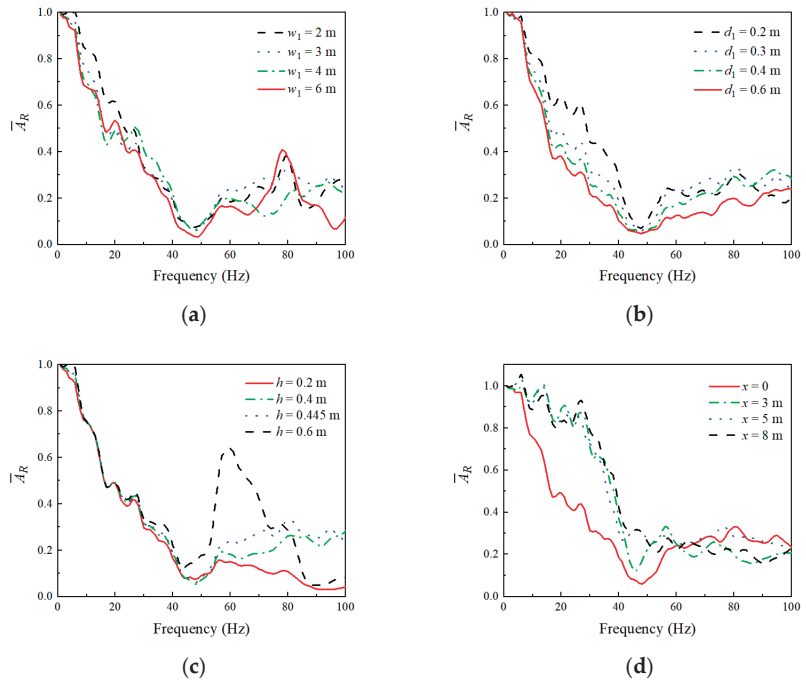 1.0
0.8
0.6
0.4
0.2
0.0
A̅_R
w₁ = 2 m
w₁ = 3 m
w₁ = 4 m
w₁ = 6 m
0 20 40 60 80 100
Frequency (Hz)
(a)
1.0
0.8
0.6
0.4
0.2
0.0
A̅_R
d₁ = 0.2 m
d₁ = 0.3 m
d₁ = 0.4 m
d₁ = 0.6 m
0 20 40 60 80 100
Frequency (Hz)
(b)
1.0
0.8
0.6
0.4
0.2
0.0
A̅_R
h = 0.2 m
h = 0.4 m
h = 0.445 m
h = 0.6 m
0 20 40 60 80 100
Frequency (Hz)
(c)
1.0
0.8
0.6
0.4
0.2
0.0
A̅_R
x = 0
x = 3 m
x = 5 m
x = 8 m
0 20 40 60 80 100
Frequency (Hz)
(d)